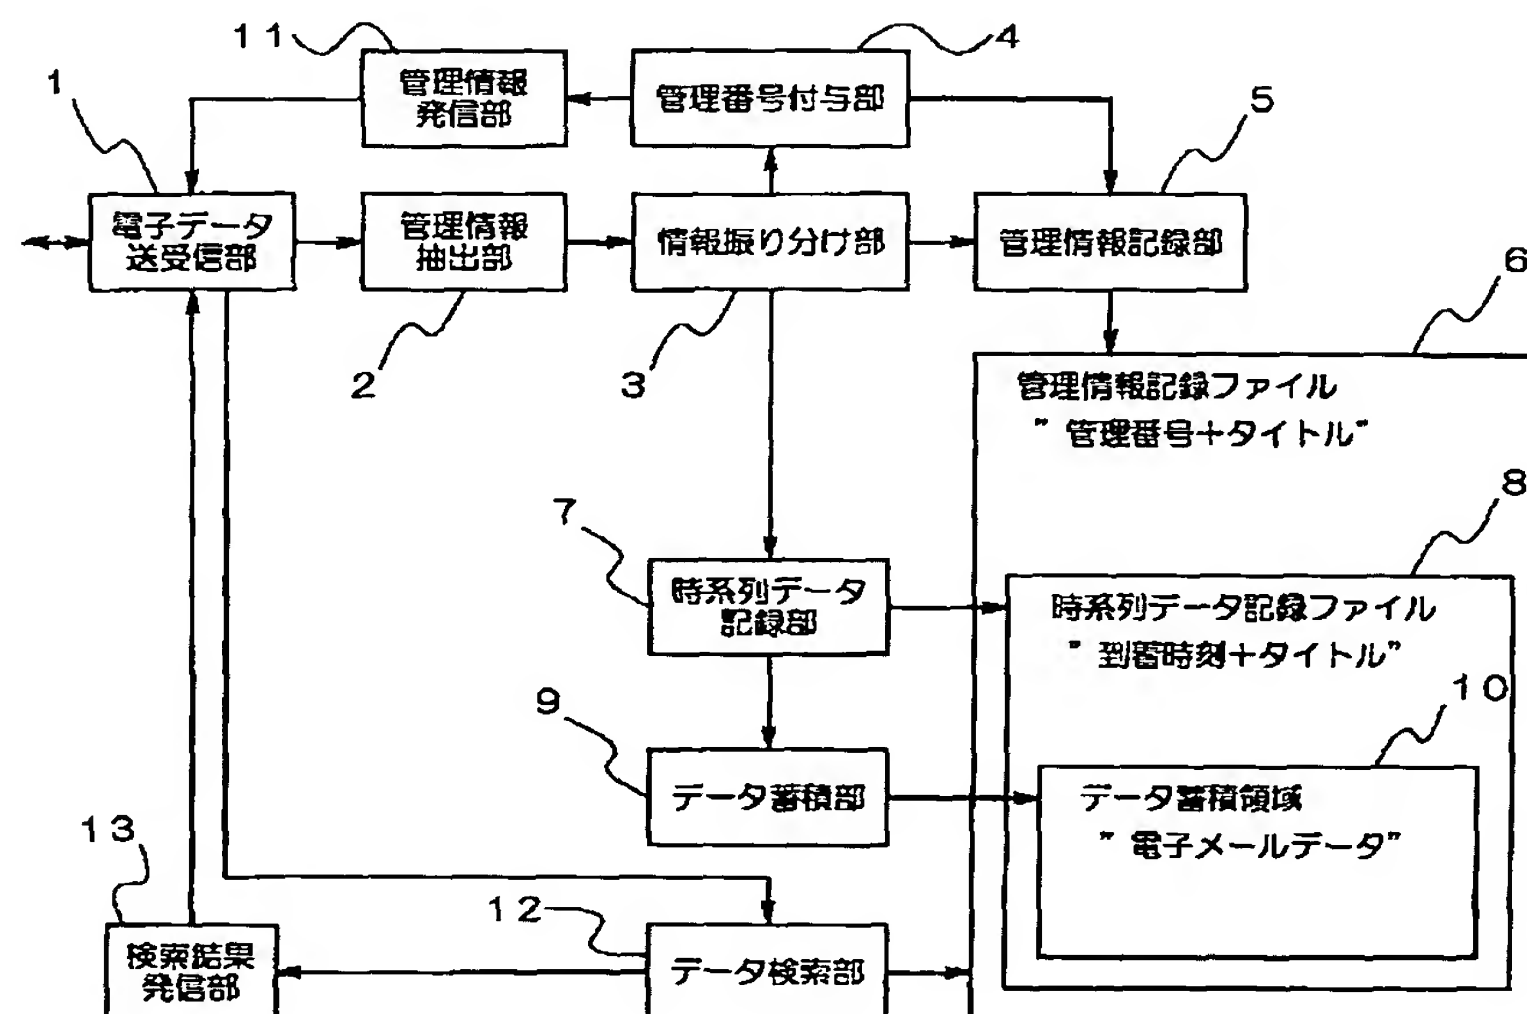 11
4
管理情報
発信部
管理番号付与部
1
5
電子データ
送受信部
管理情報
抽出部
情報振り分け部
管理情報記録部
6
2
3
管理情報記録ファイル
”管理番号+タイトル”
8
7
時系列データ
記録部
時系列データ記録ファイル
”到着時刻+タイトル”
10
9
データ蓄積部
データ蓄積領域
”電子メールデータ”
13
12
検索結果
発信部
データ検索部